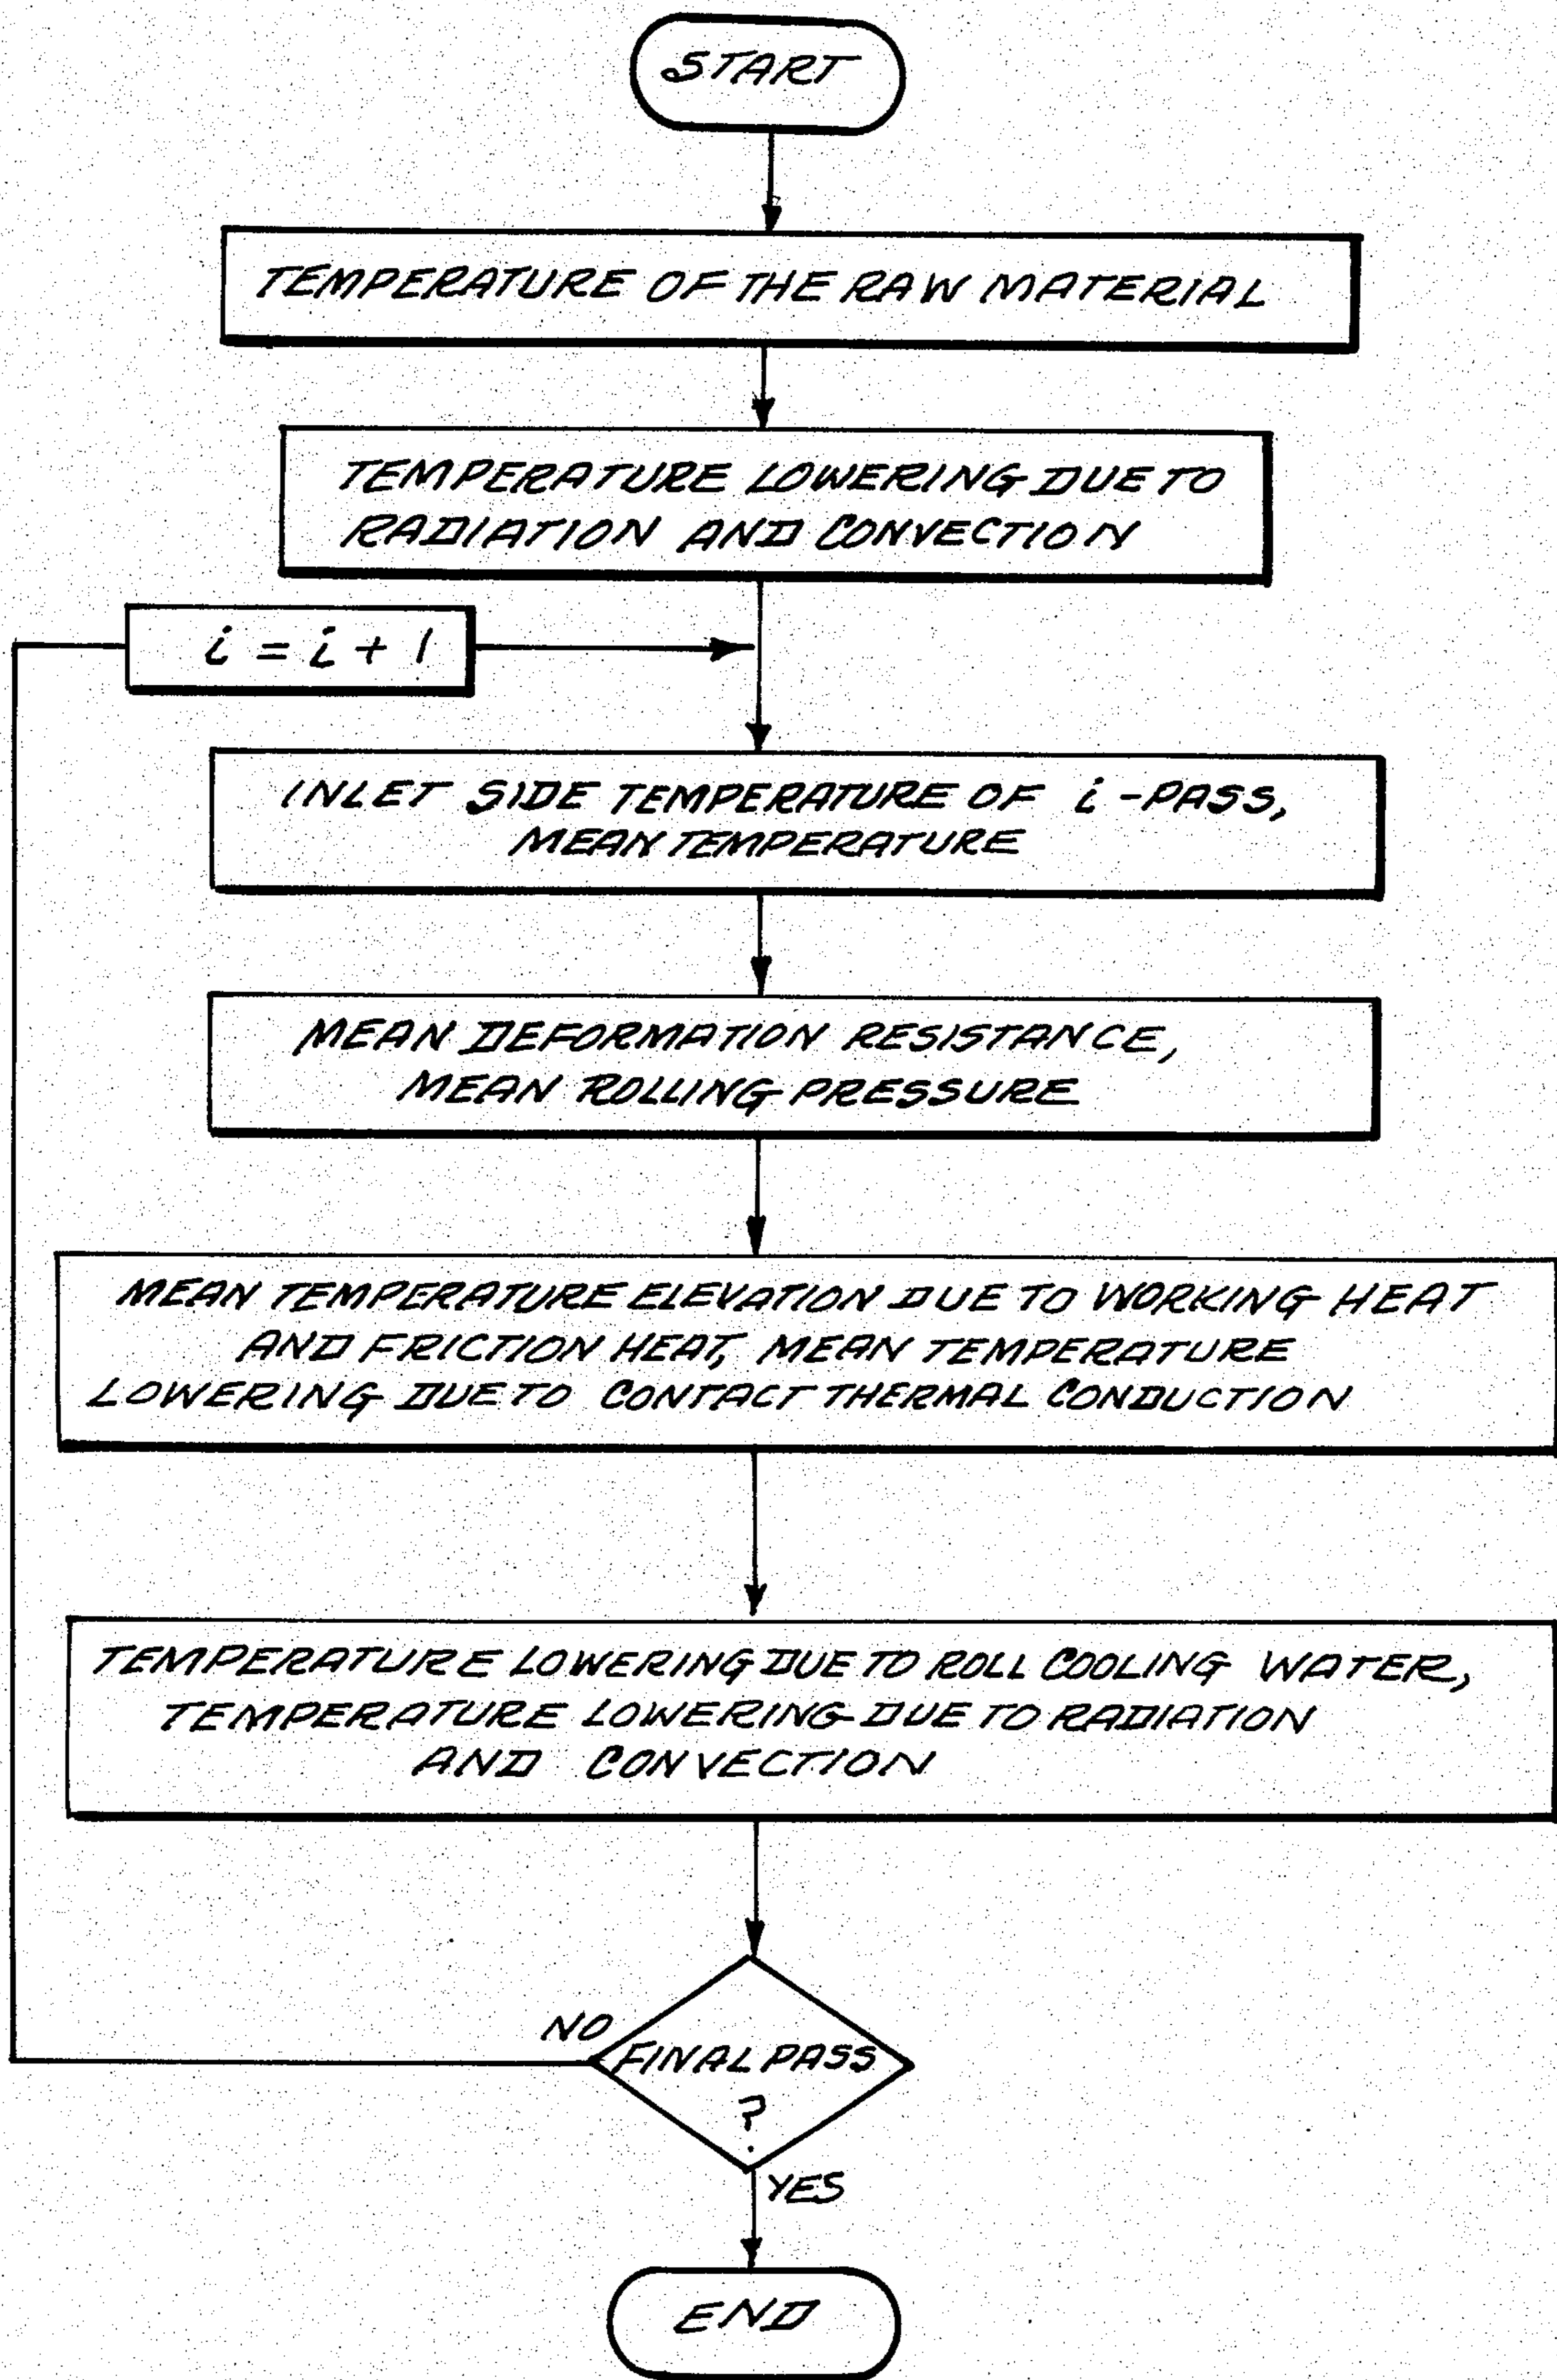 START
TEMPERATURE OF THE RAW MATERIAL
TEMPERATURE LOWERING DUE TO
RADIATION AND CONVECTION
i = i + 1
INLET SIDE TEMPERATURE OF i - PASS,
MEAN TEMPERATURE
MEAN DEFORMATION RESISTANCE,
MEAN ROLLING PRESSURE
MEAN TEMPERATURE ELEVATION DUE TO WORKING HEAT
AND FRICTION HEAT, MEAN TEMPERATURE
LOWERING DUE TO CONTACT THERMAL CONDUCTION
TEMPERATURE LOWERING DUE TO ROLL COOLING WATER,
TEMPERATURE LOWERING DUE TO RADIATION
AND CONVECTION
NO
FINAL PASS
?
YES
END